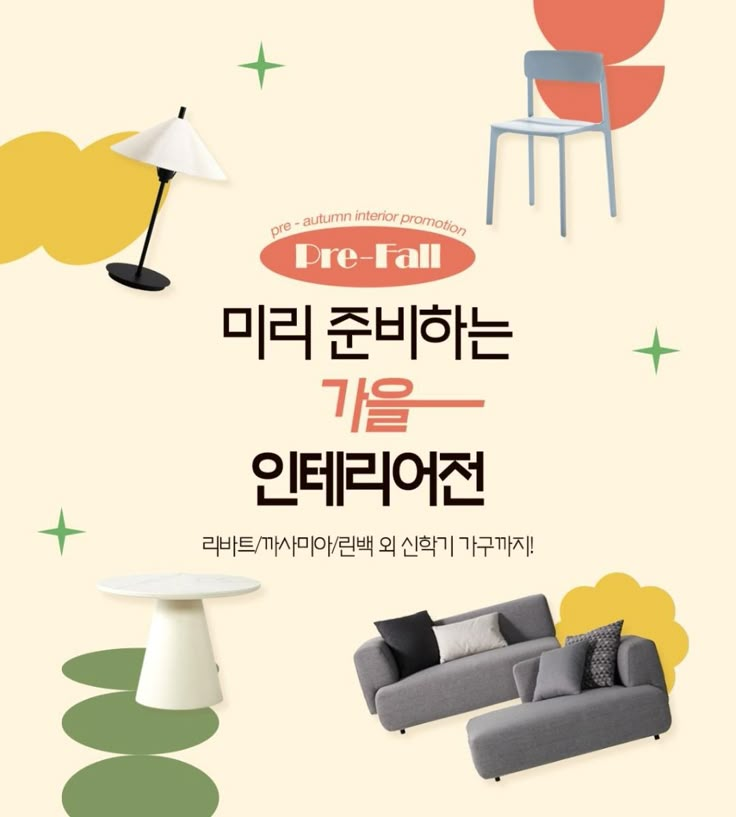 pre - autumn interior promotion
Pre-Fall
미리 준비하는
가을
인테리어전
리바트/까사미아/린백 외 신학기 가구까지!